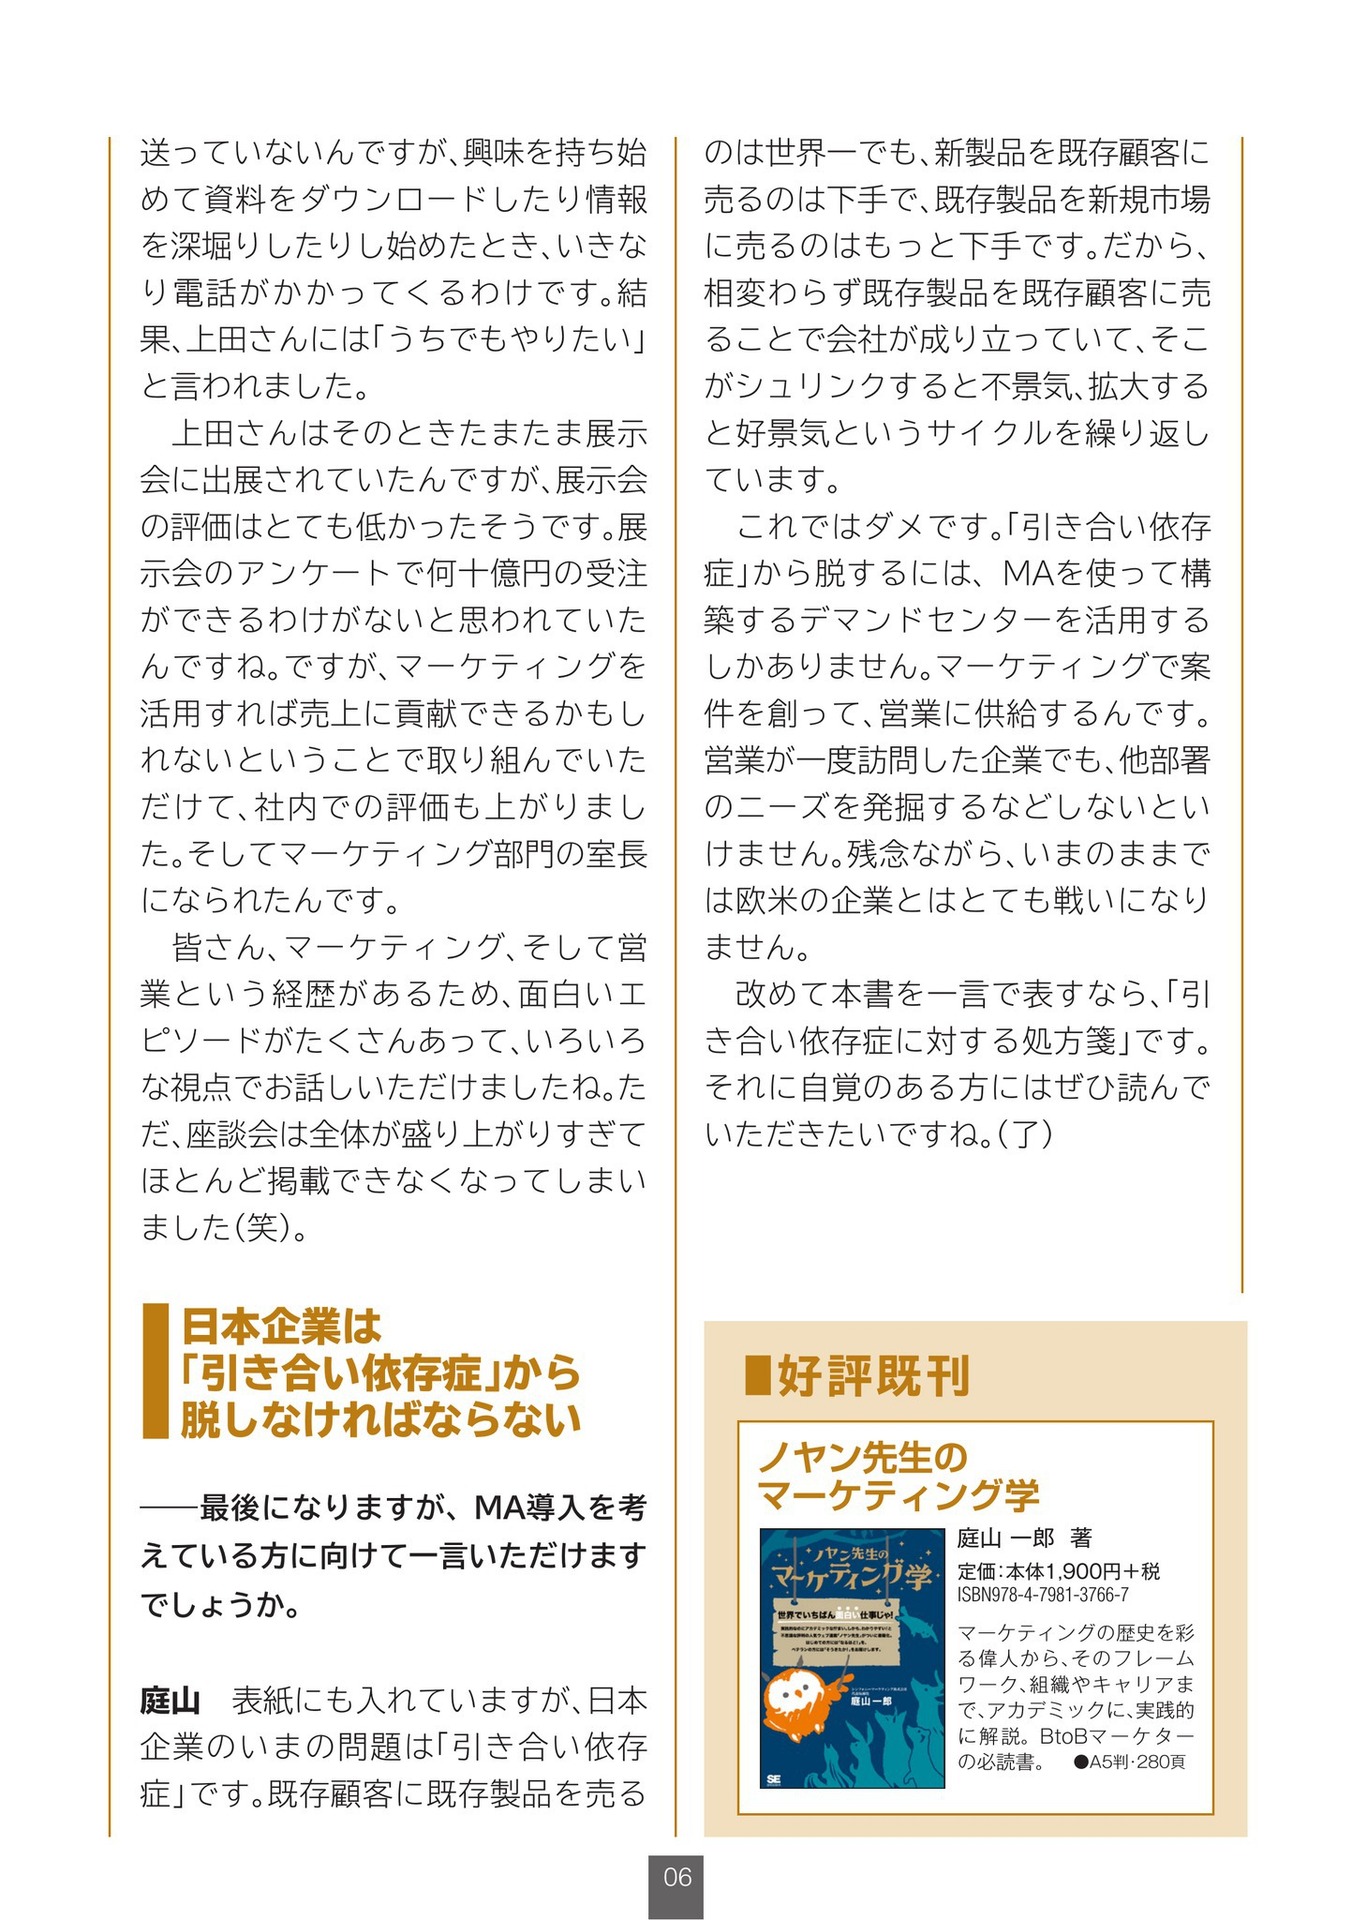 送っていないんですが、興味を持ち始
めて資料をダウンロードしたり情報
を深堀りしたりし始めたとき、いきな
り電話がかかってくるわけです。結
果、上田さんには「うちでもやりたい」
と言われました。
　上田さんはそのときたまたま展示
会に出展されていたんですが、展示会
の評価はとても低かったそうです。展
示会のアンケートで何十億円の受注
ができるわけがないと思われていた
んですね。ですが、マーケティングを
活用すれば売上に貢献できるかもし
れないということで取り組んでいた
だけて、社内での評価も上がりまし
た。そしてマーケティング部門の室長
になられたんです。
　皆さん、マーケティング、そして営
業という経歴があるため、面白いエ
ピソードがたくさんあって、いろいろ
な視点でお話しいただけましたね。た
だ、座談会は全体が盛り上がりすぎて
ほとんど掲載できなくなってしまい
ました（笑）。
日本企業は
「引き合い依存症」から
脱しなければならない
――最後になりますが、MA導入を考
えている方に向けて一言いただけます
でしょうか。
庭山　表紙にも入れていますが、日本
企業のいまの問題は「引き合い依存
症」です。既存顧客に既存製品を売る
のは世界一でも、新製品を既存顧客に
売るのは下手で、既存製品を新規市場
に売るのはもっと下手です。だから、
相変わらず既存製品を既存顧客に売
ることで会社が成り立っていて、そこ
がシュリンクすると不景気、拡大する
と好景気というサイクルを繰り返し
ています。
　これではダメです。「引き合い依存
症」から脱するには、MAを使って構
築するデマンドセンターを活用する
しかありません。マーケティングで案
件を創って、営業に供給するんです。
営業が一度訪問した企業でも、他部署
のニーズを発掘するなどしないとい
けません。残念ながら、いまのままで
は欧米の企業とはとても戦いになり
ません。
　改めて本書を一言で表すなら、「引
き合い依存症に対する処方箋」です。
それに自覚のある方にはぜひ読んで
いただきたいですね。（了）
■好評既刊
ノヤン先生の
マーケティング学
ノヤン先生の
マーケティング学
世界でいちばん面白い仕事じゃ!
庭山一郎
SE
庭山 一郎 著
定価：本体1,900円＋税
ISBN978-4-7981-3766-7
マーケティングの歴史を彩
る偉人から、そのフレーム
ワーク、組織やキャリアま
で、アカデミックに、実践的
に解説。BtoBマーケター
の必読書。　●A5判・280頁
06